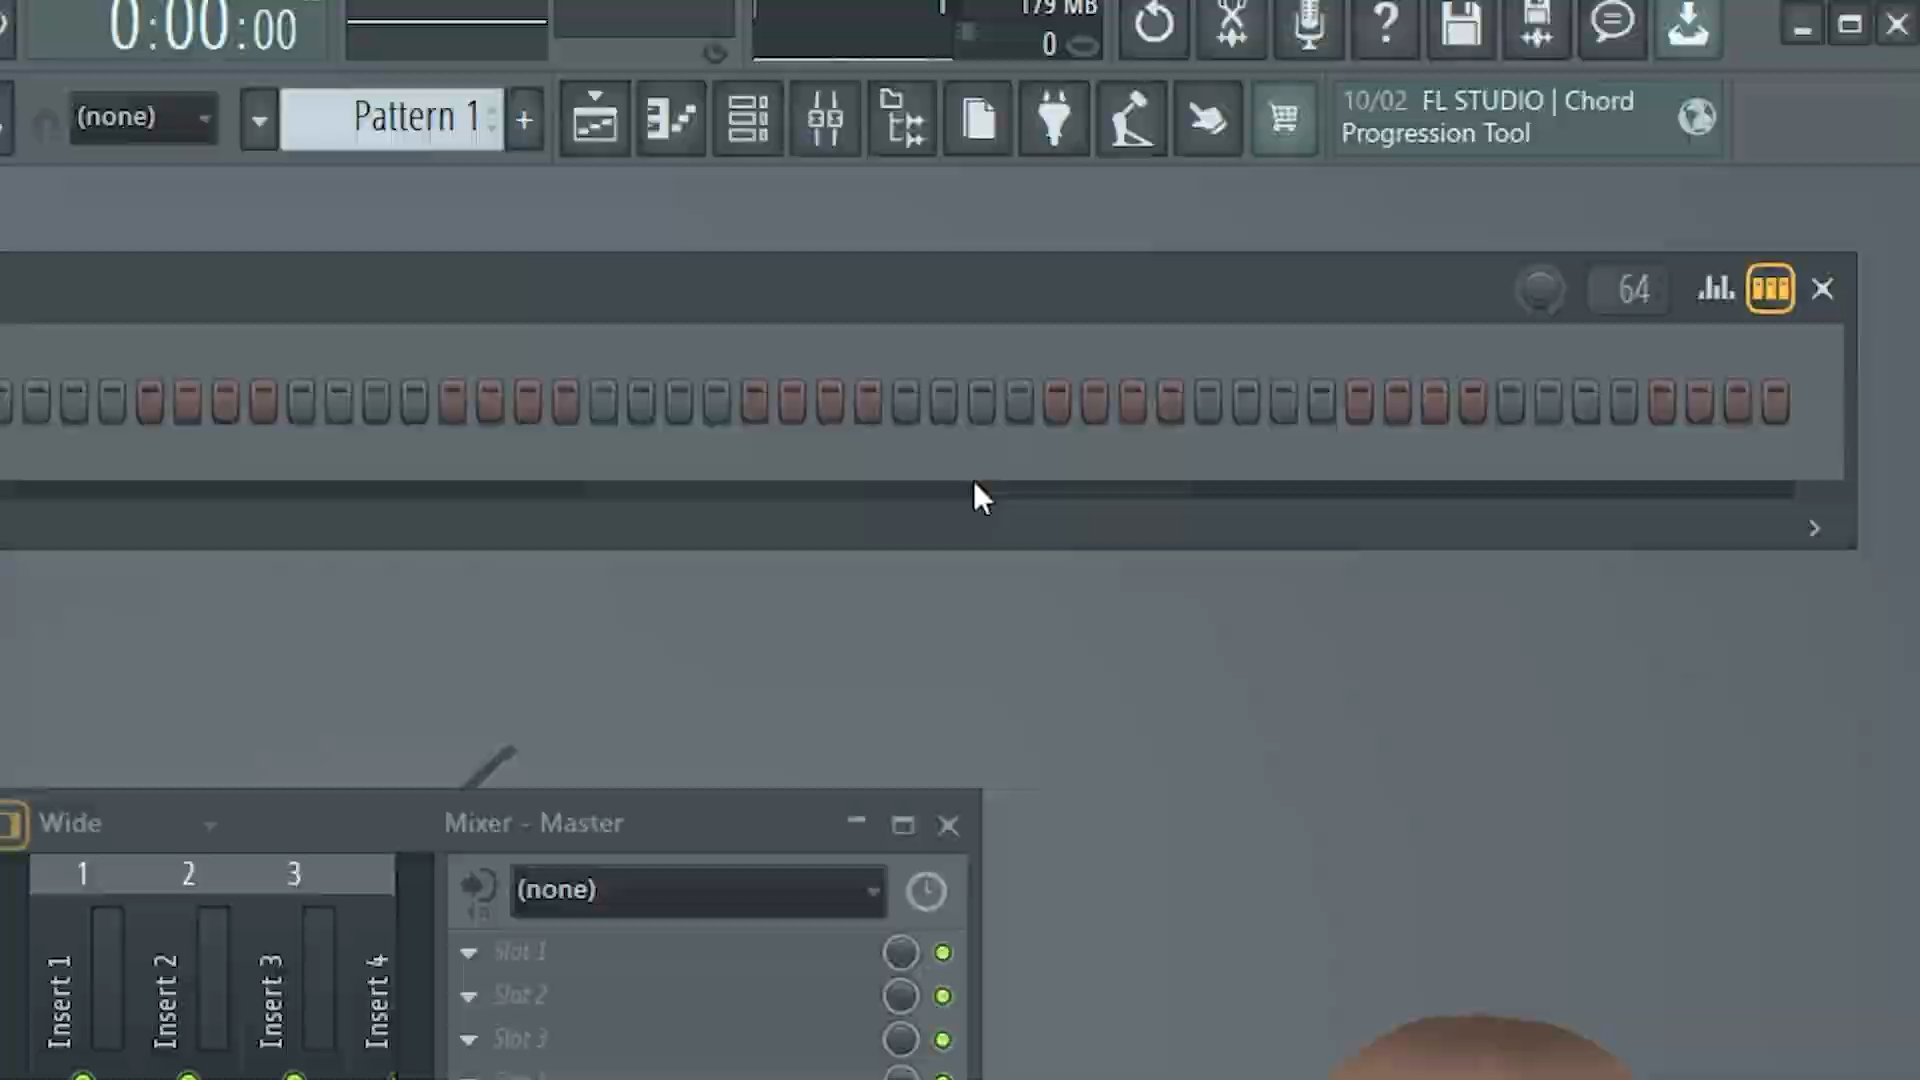 0:00:00
179 MB
0
(none)
Pattern 1
+
10/02 FL STUDIO | Chord
Progression Tool
64
Wide
Mixer - Master
1 2 3
(none)
Insert 1
Insert 2
Insert 3
Insert 4
Slot 1
Slot 2
Slot 3